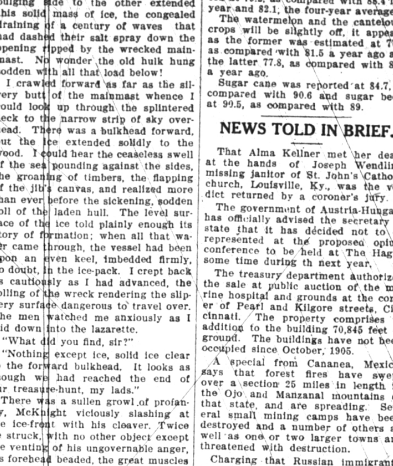 bulging side to the other extended
his solid mass of ice, the congealed
draining of a century of waves that
had dashed their salt spray down the
opening ripped by the wrecked main-
mast. No wonder the old hulk hung
sodden with all that load below!
I crawled forward as far as the sil-
very butt of the mainmast whence I
could look up through the splintered
deck to the narrow strip of sky over-
head. There was a bulkhead forward,
but the ice extended solidly to the
wood. I could hear the ceaseless swell
of the sea pounding against the sides,
the groaning of timbers, the flapping
of the jib's canvas, and realized more
than ever before the sickening, sodden
roll of the laden hull. The level sur-
face of the ice told plainly enough its
story of formation; when all that wa-
ter came through, the vessel had been
upon an even keel, imbedded firmly,
no doubt, in the ice-pack. I crept back
as cautiously as I had advanced, the
rolling of the wreck rendering the slip-
pery surface dangerous to travel over.
The men watched me anxiously as I
slid down into the lazarette.
"What did you find, sir?"
"Nothing except ice, solid ice clear
to the forward bulkhead. It looks as
though we had reached the end of
our treasure-hunt, my lads."
There was a sullen growl of profan-
ity, McKnight viciously slashing at
the ice-front with his cleaver. Twice
he struck, with no other object except
the venting of his ungovernable anger,
his forehead beaded, the great muscles
year and 82.1, the four-year average
The watermelon and the cantelou
crops will be slightly off, it appea
as the former was estimated at 7
as compared with 81.5 a year ago a
the latter 77.8, as compared with 8
a year ago.
Sugar cane was reported at 84.7,
compared with 90.6 and sugar be
at 90.5, as compared with 89.
NEWS TOLD IN BRIEF.
That Alma Kellner met her dea
at the hands of Joseph Wendlin
missing janitor of St. John's Catho
church, Louisville, Ky., was the v
dict returned by a coroner's jury.
The government of Austria-Hunga
has officially advised the secretary
state that it has decided not to
represented at the proposed opiu
conference to be held at The Hag
some time during th next year.
The treasury department authoriz
the sale at public auction of the m
rine hospital and grounds at the cor
er of Pearl and Kilgore streets, Ci
cinnati. The property comprises
addition to the building 70,845 feet
ground. The buildings have not be
occupied since October, 1905.
A special from Cananea, Mexic
says that forest fires have swe
over a section 25 miles in length
the Ojo and Manzanal mountains
that state, and are spreading. Se
eral small mining camps have be
destroyed and a number of others a
well as one or two larger towns a
threatened with destruction.
Charging that Russian immigrant